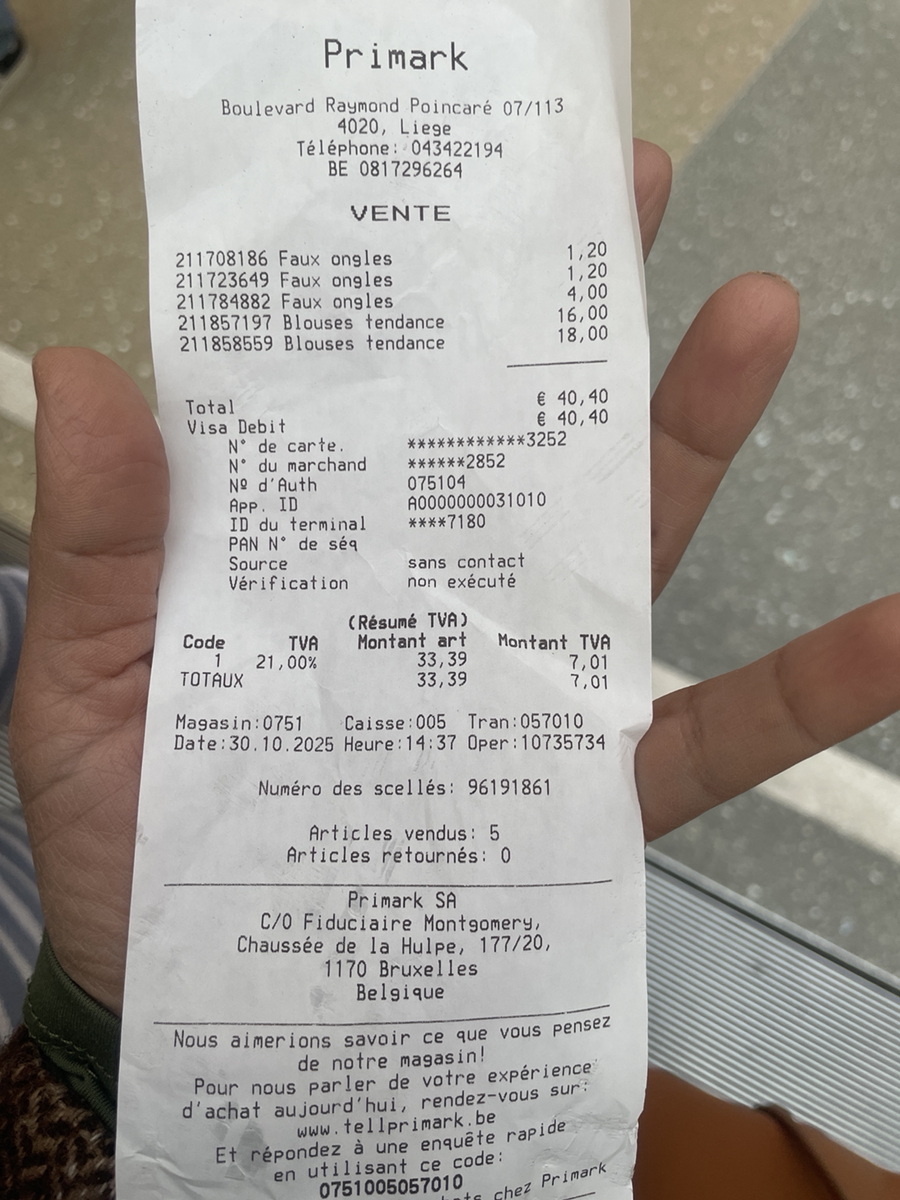 Primark
Boulevard Raymond Poincaré 07/113
4020, Liege
Téléphone: 043422194
BE 0817296264
VENTE
211708186 Faux ongles 1,20
211723649 Faux ongles 1,20
211784882 Faux ongles 4,00
211857197 Blouses tendance 16,00
211858559 Blouses tendance 18,00
Total € 40,40
Visa Debit € 40,40
N° de carte. ************3252
N° du marchand ******2852
Nº d'Auth 075104
App. ID A0000000031010
ID du terminal ****7180
PAN N° de séq
Source sans contact
Vérification non exécuté
(Résumé TVA)
Code TVA Montant art Montant TVA
1 21,00% 33,39 7,01
TOTAUX 33,39 7,01
Magasin:0751 Caisse:005 Tran:057010
Date:30.10.2025 Heure:14:37 Oper:10735734
Numéro des scellés: 96191861
Articles vendus: 5
Articles retournés: 0
Primark SA
C/O Fiduciaire Montgomery,
Chaussée de la Hulpe, 177/20,
1170 Bruxelles
Belgique
Nous aimerions savoir ce que vous pensez
de notre magasin!
Pour nous parler de votre expérience
d'achat aujourd'hui, rendez-vous sur:
www.tellprimark.be
Et répondez à une enquête rapide
en utilisant ce code:
0751005057010
chez Primark